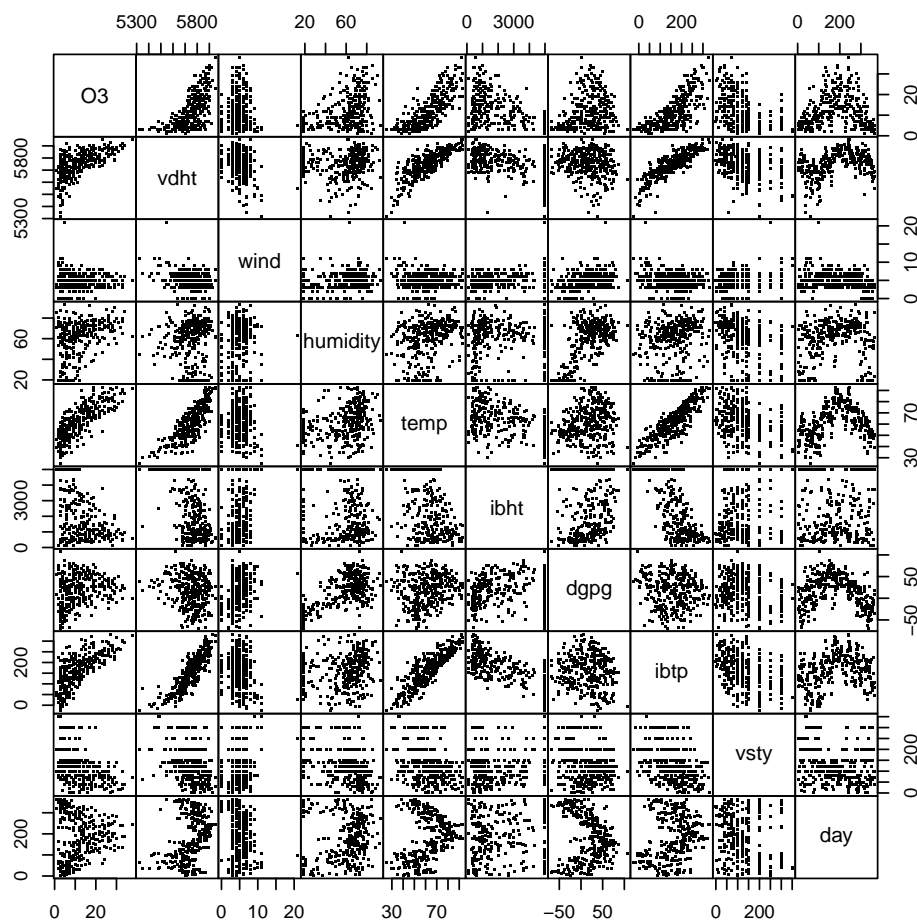 5300 5800 20 60 0 3000 0 200 0 200
O3 0 20
5300 5800 vdht
wind 0 10 20
20 60 humidity
temp 30 70
0 3000 ibht
dgpg −50 50
0 200 ibtp
vsty 0 200
0 200 day
0 20 0 10 20 30 70 −50 50 0 200